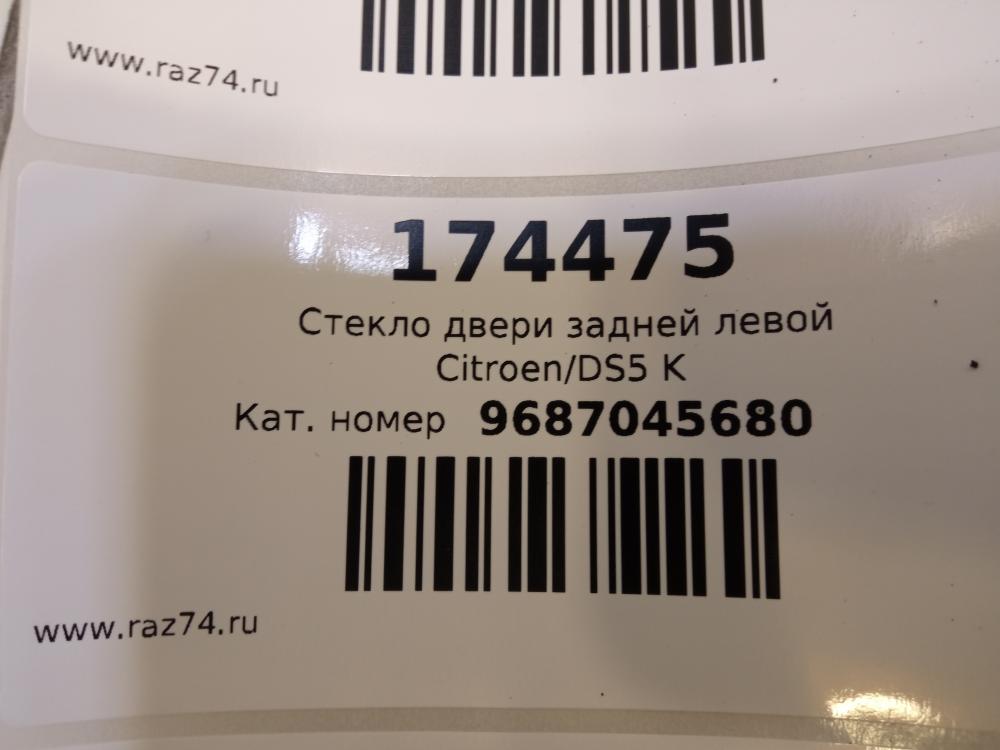 www.raz74.ru
174475
Стекло двери задней левой
Citroen/DS5 K
Кат. номер 9687045680
www.raz74.ru